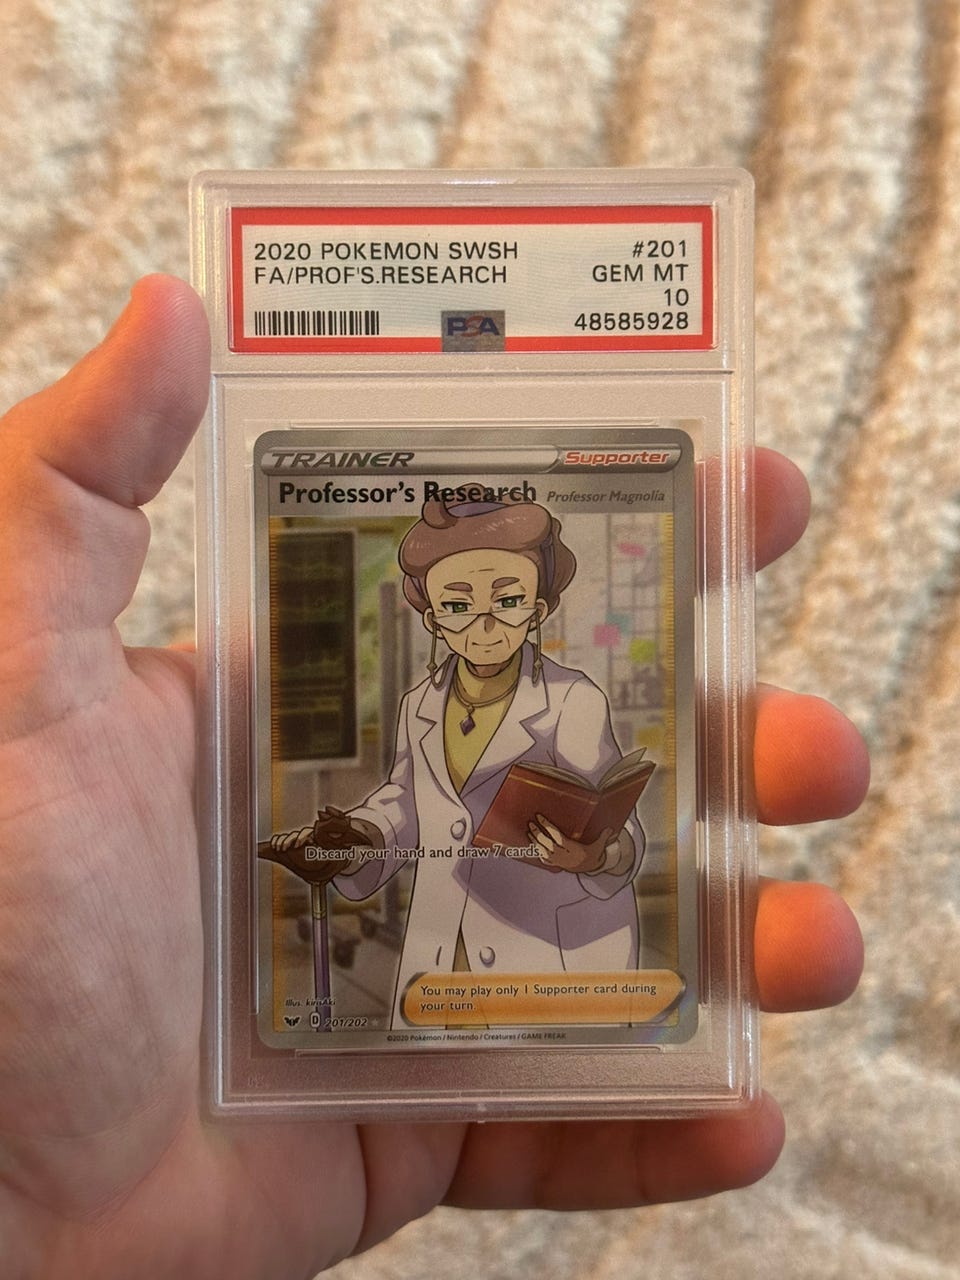 2020 POKEMON SWSH #201
FA/PROF'S.RESEARCH GEM MT
10
PSA 48585928
TRAINER Supporter
Professor's Research Professor Magnolia
Discard your hand and draw 7 cards.
You may play only 1 Supporter card during
your turn.
Illus. kirisAki
D 201/202
©2020 Pokémon / Nintendo / Creatures / GAME FREAK